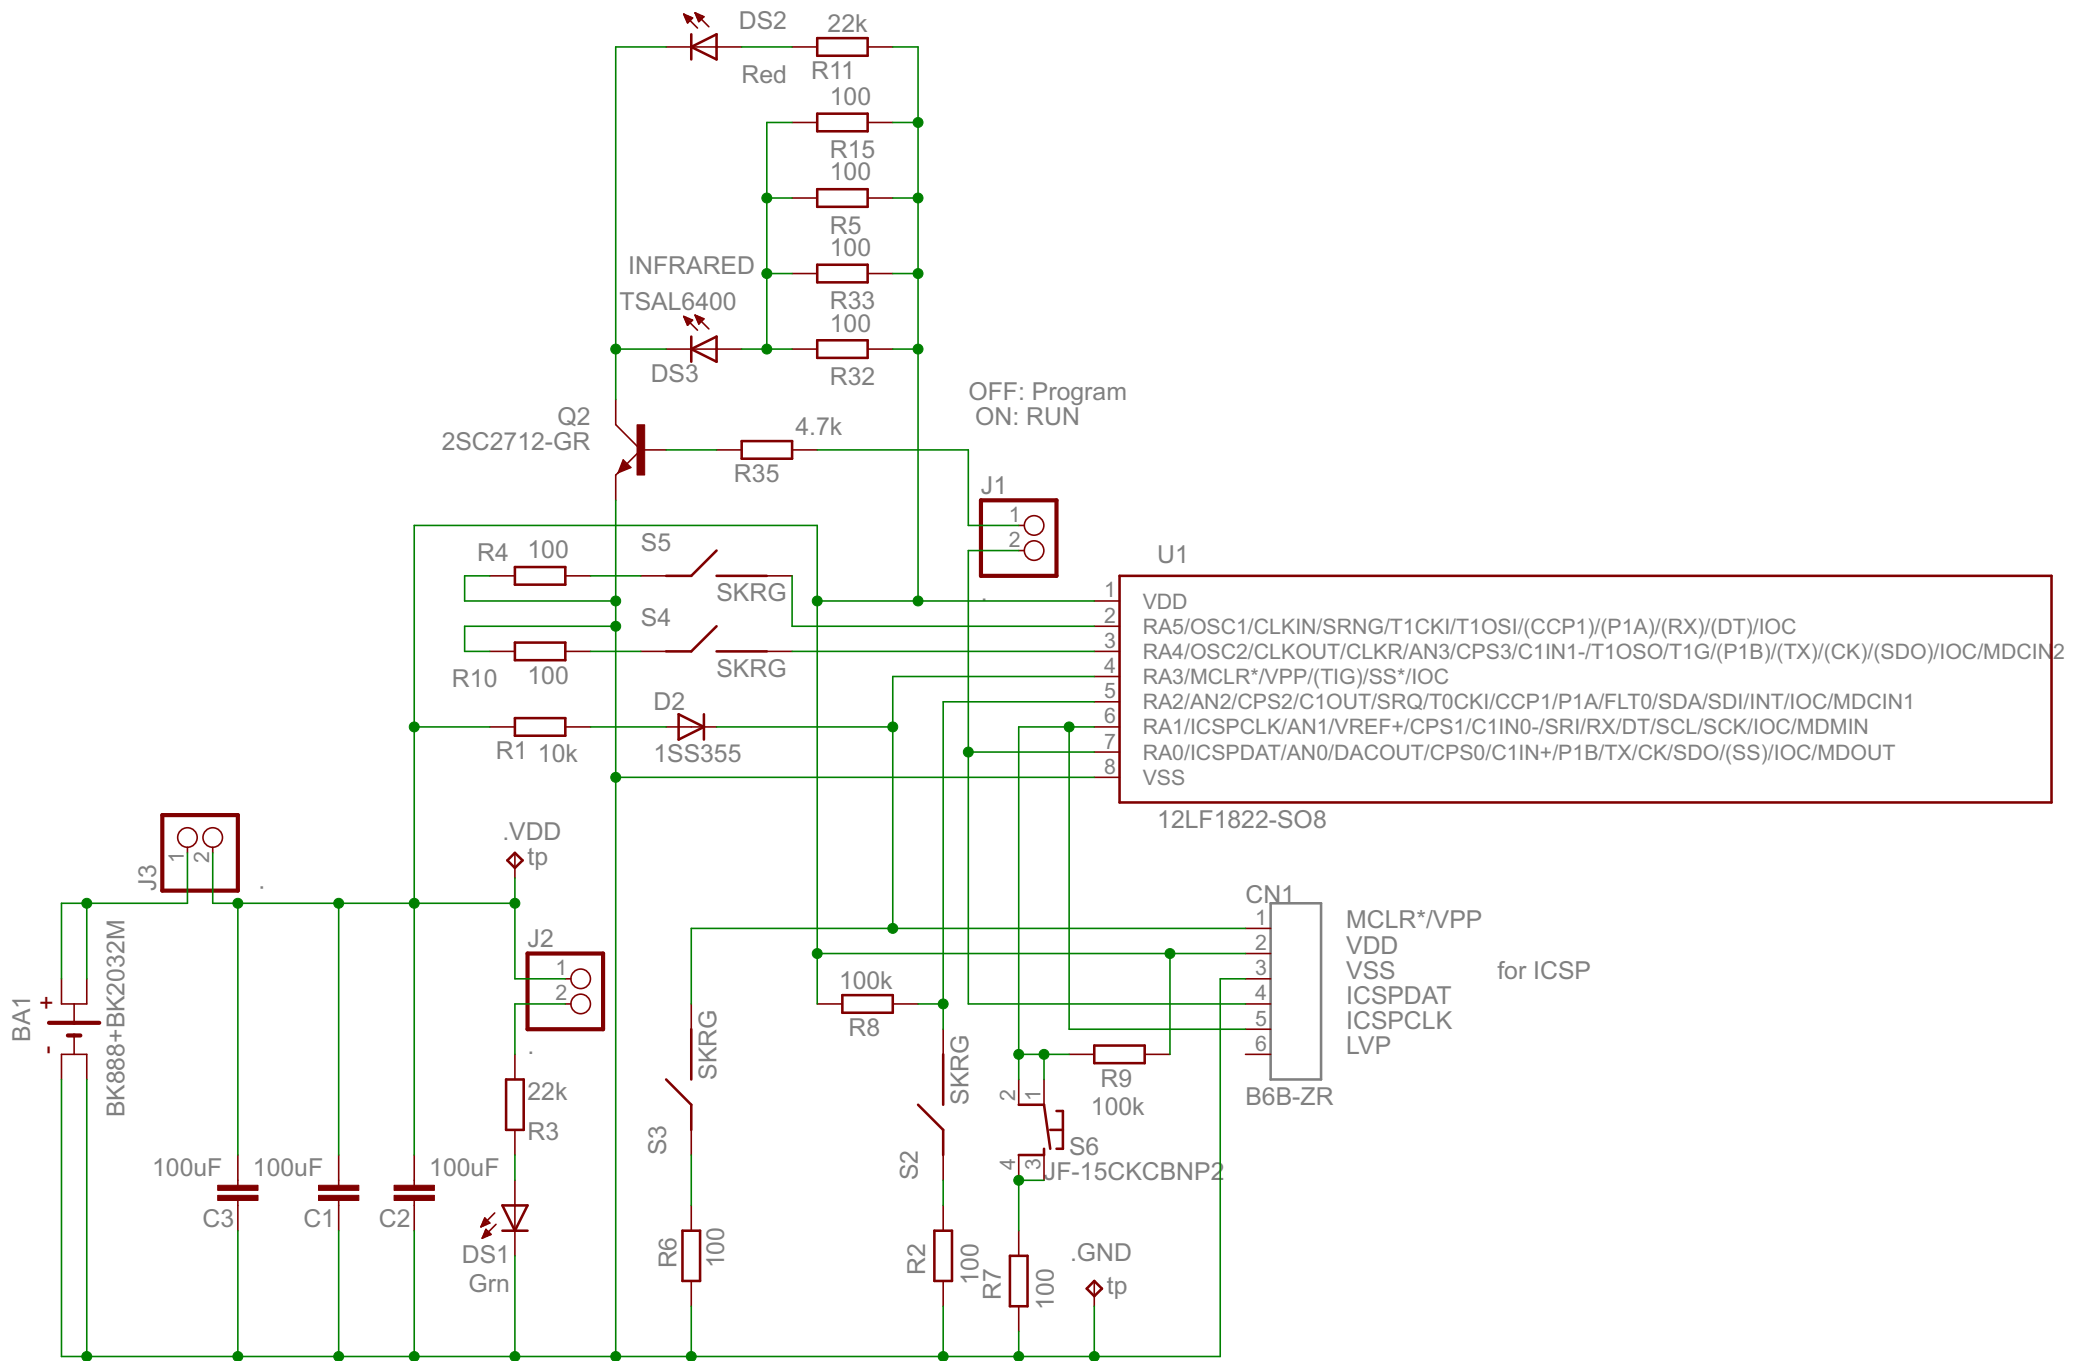 DS2
22k
Red
R11
100
R15
100
R5
100
INFRARED
R33
TSAL6400
100
DS3
R32
OFF: Program
ON: RUN
Q2
2SC2712-GR
4.7k
R35
J1
1
2
.
R4
100
S5
SKRG
S4
SKRG
R10
100
D2
R1
10k
1SS355
U1
1
VDD
2
RA5/OSC1/CLKIN/SRNG/T1CKI/T1OSI/(CCP1)/(P1A)/(RX)/(DT)/IOC
3
RA4/OSC2/CLKOUT/CLKR/AN3/CPS3/C1IN1-/T1OSO/T1G/(P1B)/(TX)/(CK)/(SDO)/IOC/MDCIN2
4
RA3/MCLR*/VPP/(TIG)/SS*/IOC
5
RA2/AN2/CPS2/C1OUT/SRQ/T0CKI/CCP1/P1A/FLT0/SDA/SDI/INT/IOC/MDCIN1
6
RA1/ICSPCLK/AN1/VREF+/CPS1/C1IN0-/SRI/RX/DT/SCL/SCK/IOC/MDMIN
7
RA0/ICSPDAT/AN0/DACOUT/CPS0/C1IN+/P1B/TX/CK/SDO/(SS)/IOC/MDOUT
8
VSS
12LF1822-SO8
J3
1
2
.
.VDD
tp
J2
1
2
.
BA1
+
-
BK888+BK2032M
22k
R3
100uF
C3
100uF
C1
100uF
C2
DS1
Grn
CN1
1
MCLR*/VPP
2
VDD
3
VSS
for ICSP
4
ICSPDAT
5
ICSPCLK
6
LVP
B6B-ZR
100k
R8
SKRG
S3
R6
100
SKRG
S2
R2
100
R9
100k
2
1
4
3
S6
JF-15CKCBNP2
R7
100
.GND
tp